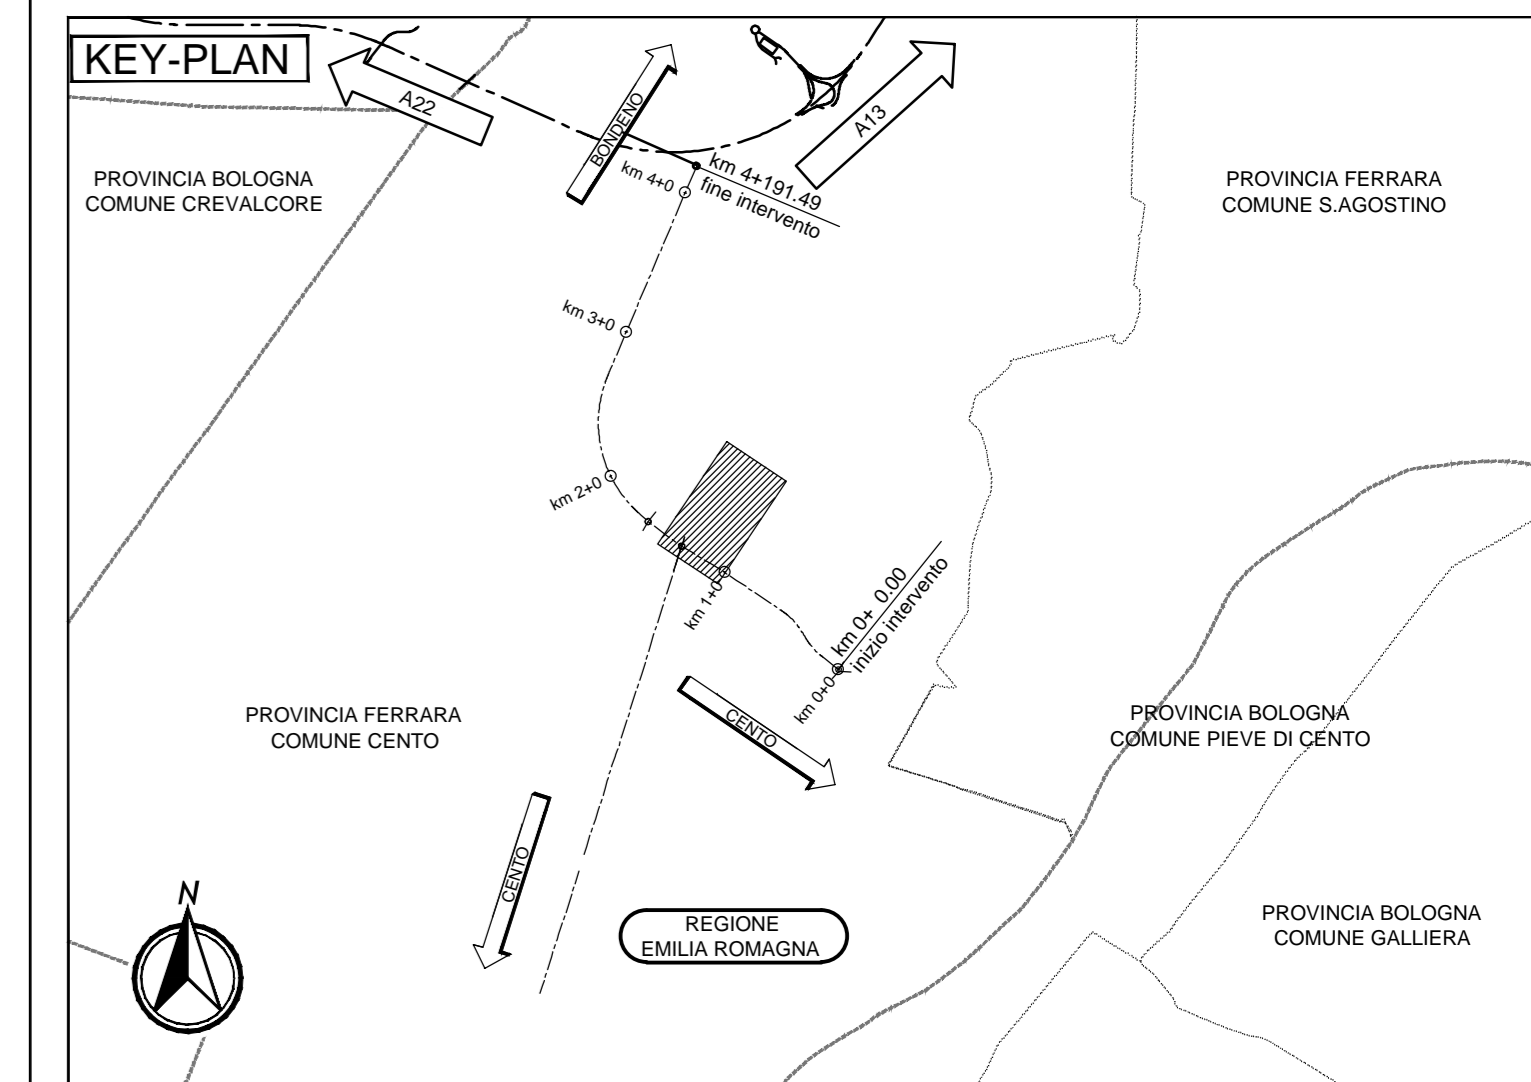 KEY-PLAN
A22
BONDENO
A13
km 4+191.49
fine intervento
km 4+0
PROVINCIA BOLOGNA
COMUNE CREVALCORE
PROVINCIA FERRARA
COMUNE S.AGOSTINO
km 3+0
km 2+0
km 1+0
km 0+ 0.00
inizio intervento
km 0+0
PROVINCIA FERRARA
COMUNE CENTO
CENTO
PROVINCIA BOLOGNA
COMUNE PIEVE DI CENTO
CENTO
N
REGIONE
EMILIA ROMAGNA
PROVINCIA BOLOGNA
COMUNE GALLIERA